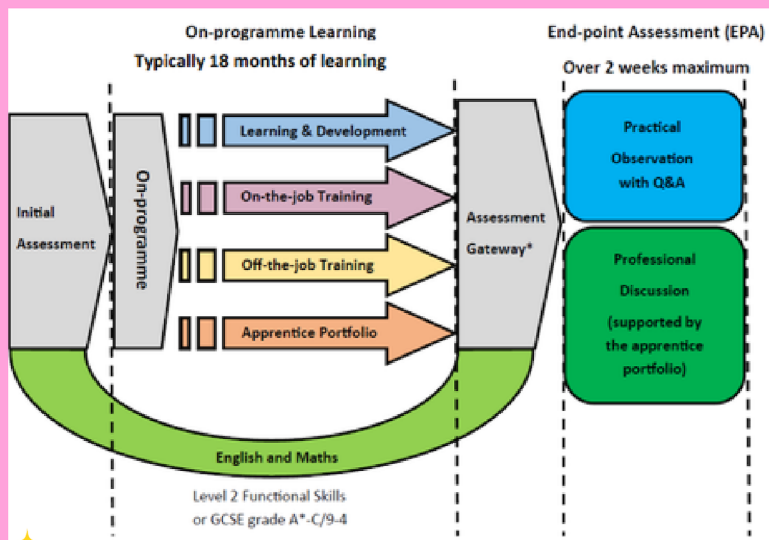 On-programme Learning
Typically 18 months of learning
End-point Assessment (EPA)
Over 2 weeks maximum
Initial
Assessment
On-programme
Learning & Development
On-the-job Training
Off-the-job Training
Apprentice Portfolio
Assessment
Gateway*
Practical
Observation
with Q&A
Professional
Discussion
(supported by
the apprentice
portfolio)
English and Maths
Level 2 Functional Skills
or GCSE grade A*-C/9-4